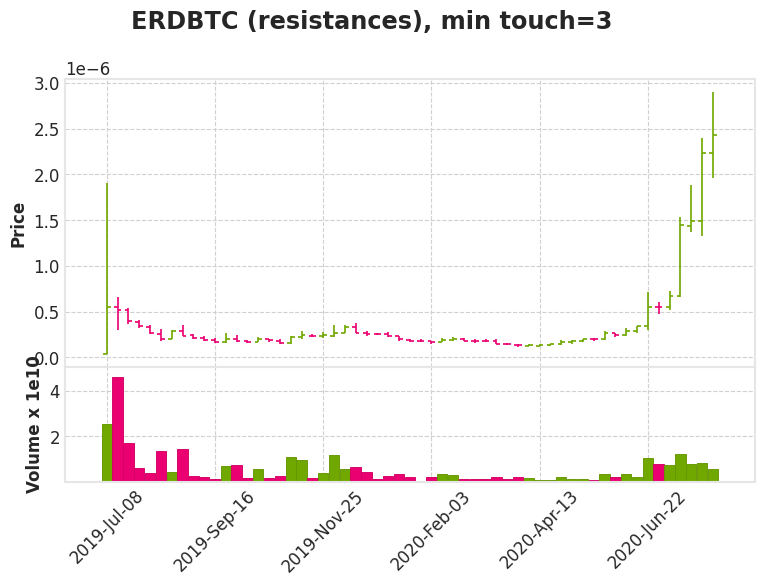 ERDBTC (resistances), min touch=3
1e−6
3.0
2.5
2.0
1.5
1.0
0.5
0.0
Price
4
2
Volume x 1e10
2019-Jul-08
2019-Sep-16
2019-Nov-25
2020-Feb-03
2020-Apr-13
2020-Jun-22